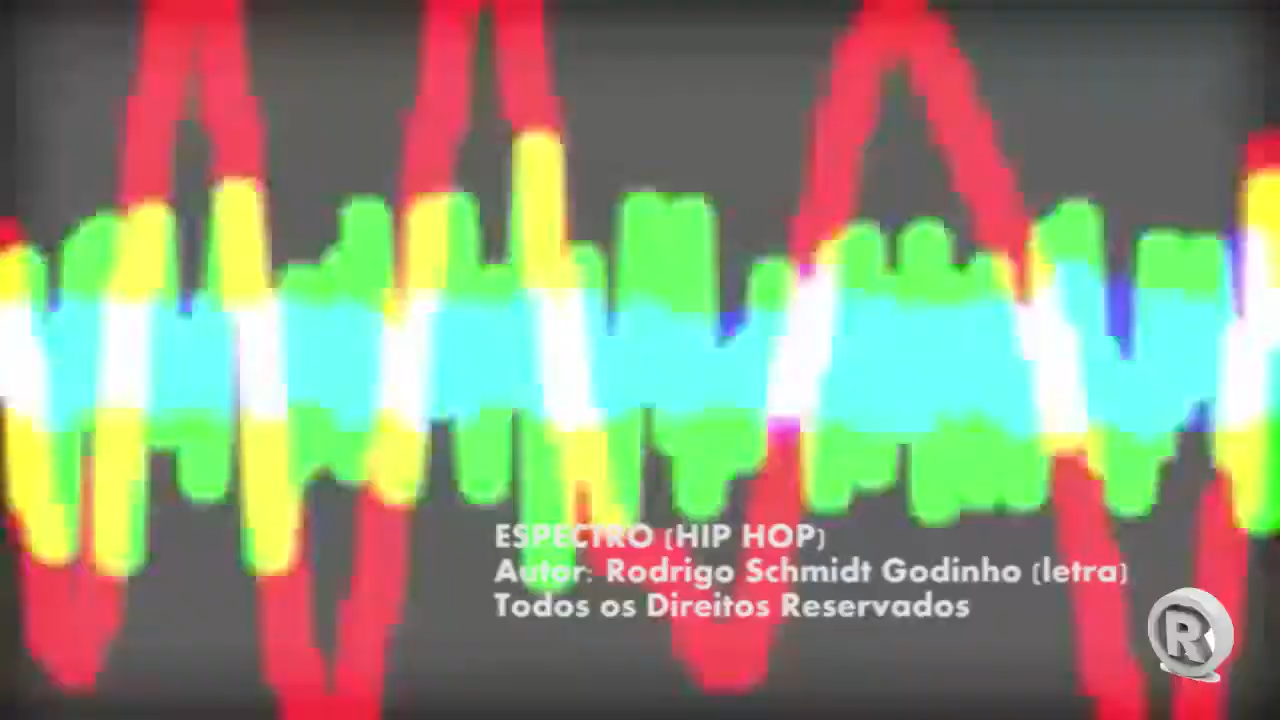 ESPECTRO (HIP HOP)
Autor: Rodrigo Schmidt Godinho (letra)
Todos os Direitos Reservados
R